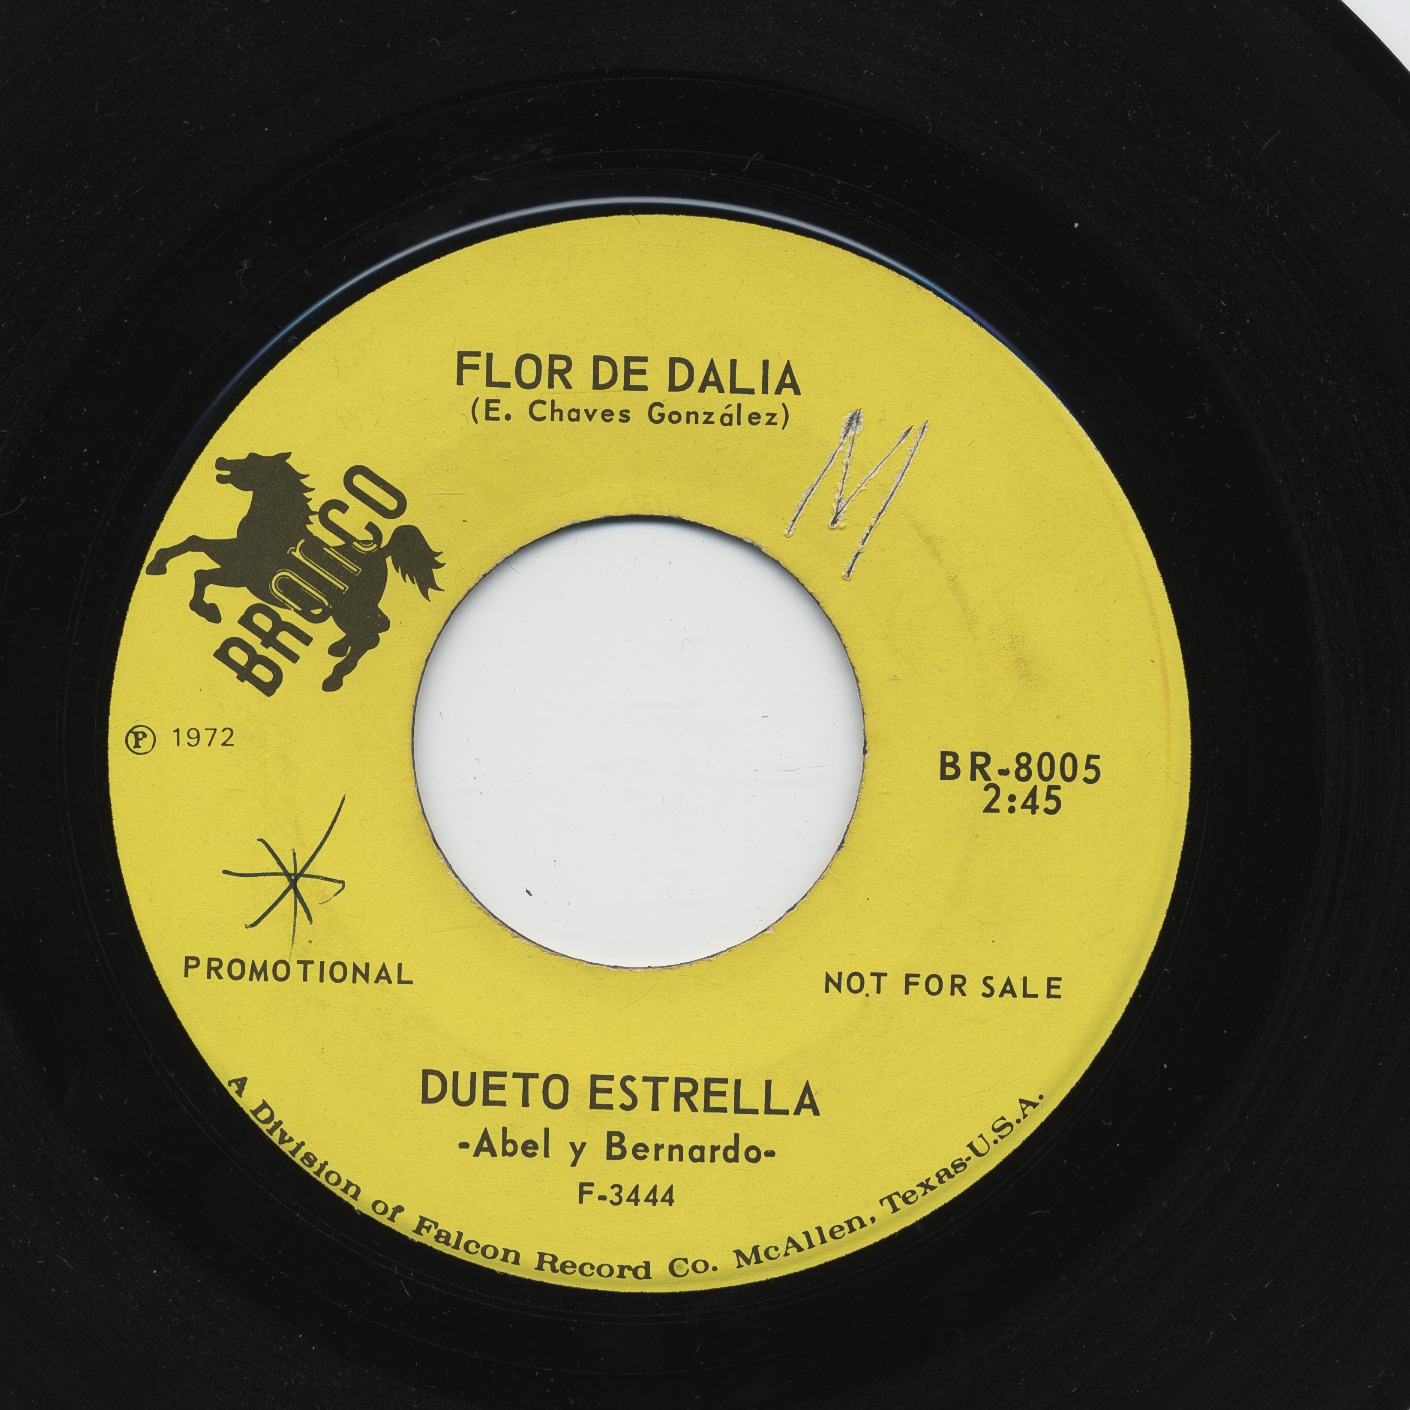 FLOR DE DALIA
(E. Chaves González)
M
BRonCO
Ⓟ 1972
BR-8005
2:45
PROMOTIONAL
NOT FOR SALE
DUETO ESTRELLA
-Abel y Bernardo-
F-3444
A Division of Falcon Record Co. McAllen, Texas-U.S.A.